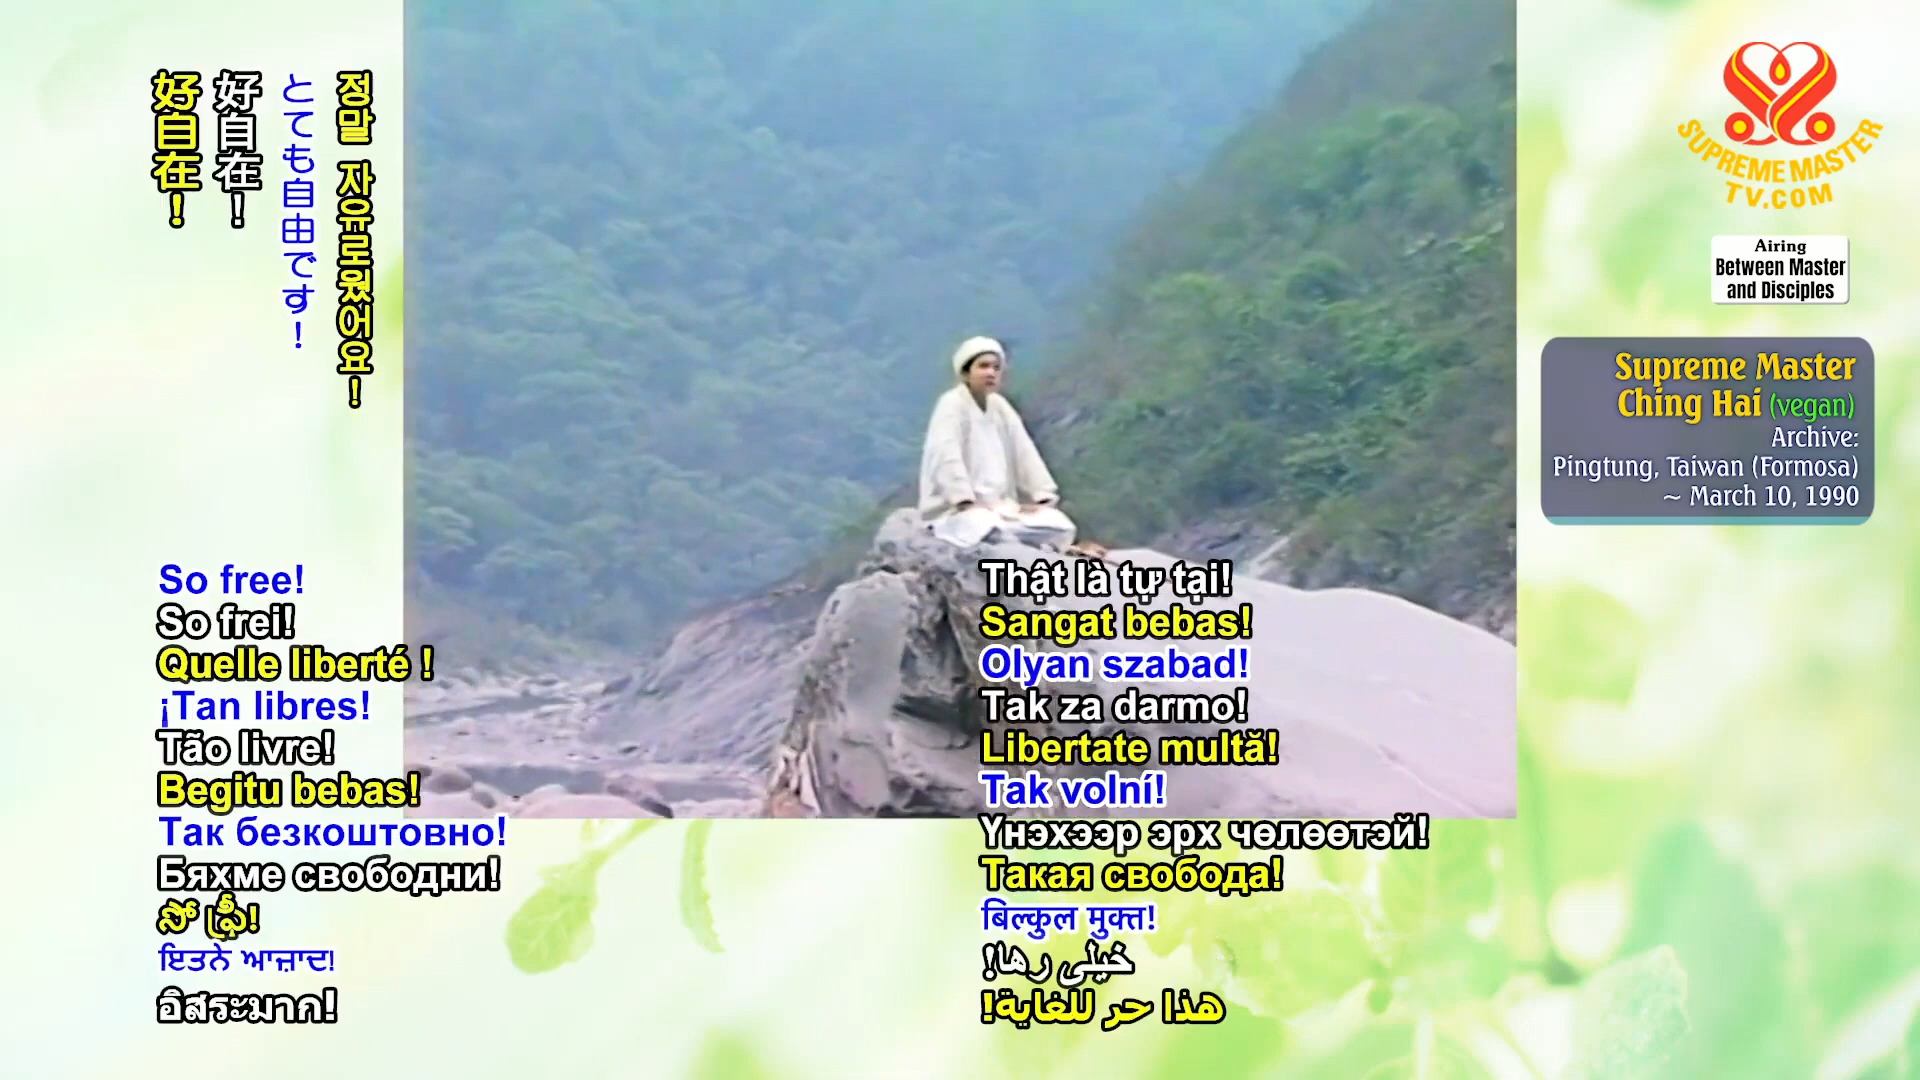 好自在！
好自在！
とても自由です！
정말 자유로웠어요！
SUPREME MASTER
TV.COM
Airing
Between Master
and Disciples
Supreme Master
Ching Hai (vegan)
Archive:
Pingtung, Taiwan (Formosa)
~ March 10, 1990
So free!
So frei!
Quelle liberté !
¡Tan libres!
Tão livre!
Begitu bebas!
Так безкоштовно!
Бяхме свободни!
సో ఫ్రీ!
ਇਤਨੇ ਆਜ਼ਾਦ!
อิสระมาก!
Thật là tự tại!
Sangat bebas!
Olyan szabad!
Tak za darmo!
Libertate multă!
Tak volní!
Үнэхээр эрх чөлөөтэй!
Такая свобода!
बिल्कुल मुक्त!
خیلی رها!
هذا حر للغاية!